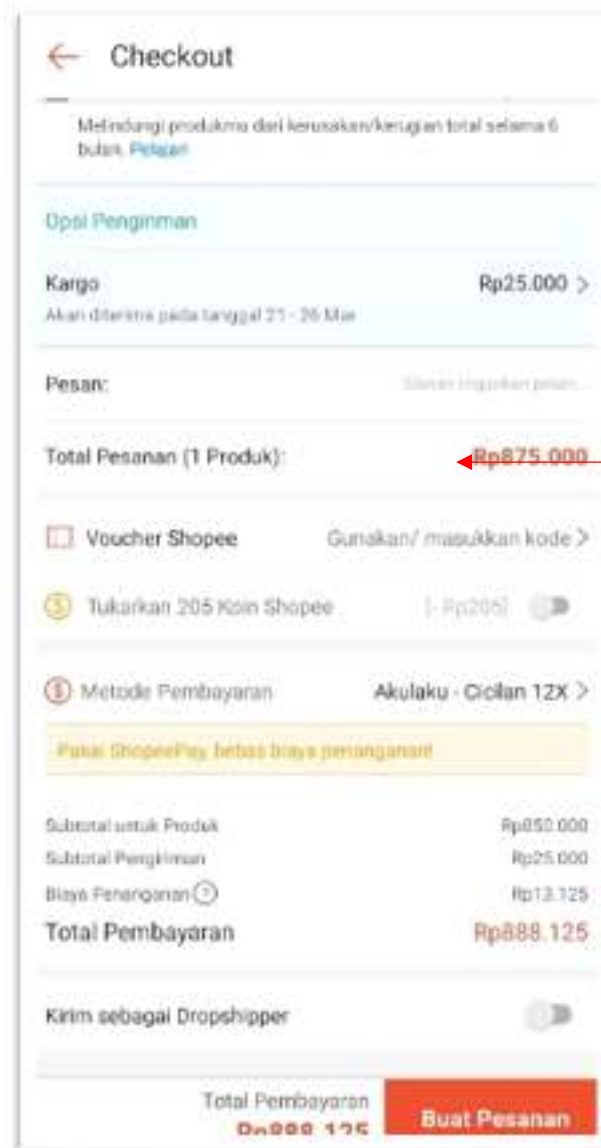 Checkout
Melindungi produkmu dari kerusakan/kerugian total selama 6
bulan. Pelajari
Opsi Pengiriman
Kargo Rp25.000 >
Akan diterima pada tanggal 21 - 26 Mar
Pesan:
Total Pesanan (1 Produk): Rp875.000
Voucher Shopee Gunakan/ masukkan kode >
Tukarkan 205 Koin Shopee [- Rp205]
Metode Pembayaran Akulaku - Cicilan 12X >
Pakai ShopeePay, bebas biaya penanganan!
Subtotal untuk Produk Rp850.000
Subtotal Pengiriman Rp25.000
Biaya Penanganan ? Rp13.125
Total Pembayaran Rp888.125
Kirim sebagai Dropshipper
Total Pembayaran
Rp888.125
Buat Pesanan